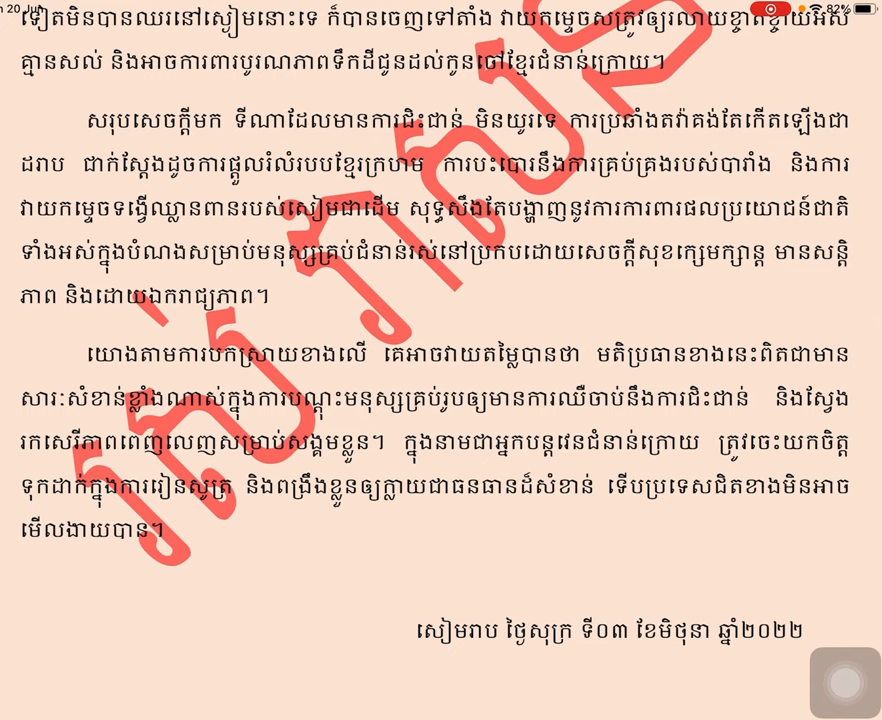 20 Jun 82%
ទៀតមិនបានឈរនៅស្ងៀមនោះទេ ក៏បានចេញទៅតាំង វាយកម្ទេចសត្រូវឲ្យរលាយខ្ចាត់ខ្ចាយអស់
គ្មានសល់ និងអាចការពារបូរណភាពទឹកដីជូនដល់កូនចៅខ្មែរជំនាន់ក្រោយ។
សរុបសេចក្ដីមក ទីណាដែលមានការជិះជាន់ មិនយូរទេ ការប្រឆាំងតវ៉ាគង់តែកើតឡើងជា
ដរាប ជាក់ស្ដែងដូចការផ្ដួលរំលំរបបខ្មែរក្រហម ការបះបោរនឹងការគ្រប់គ្រងរបស់បារាំង និងការ
វាយកម្ទេចទង្វើឈ្លានពានរបស់សៀមជាដើម សុទ្ធសឹងតែបង្ហាញនូវការការពារផលប្រយោជន៍ជាតិ
ទាំងអស់ក្នុងបំណងសម្រាប់មនុស្សគ្រប់ជំនាន់រស់នៅប្រកបដោយសេចក្ដីសុខក្សេមក្សាន្ត មានសន្តិ
ភាព និងដោយឯករាជ្យភាព។
យោងតាមការបកស្រាយខាងលើ គេអាចវាយតម្លៃបានថា មតិប្រធានខាងនេះពិតជាមាន
សារៈសំខាន់ខ្លាំងណាស់ក្នុងការបណ្ដុះមនុស្សគ្រប់រូបឲ្យមានការឈឺចាប់នឹងការជិះជាន់ និងស្វែង
រកសេរីភាពពេញលេញសម្រាប់សង្គមខ្លួន។ ក្នុងនាមជាអ្នកបន្តវេនជំនាន់ក្រោយ ត្រូវចេះយកចិត្ត
ទុកដាក់ក្នុងការរៀនសូត្រ និងពង្រឹងខ្លួនឲ្យក្លាយជាធនធានដ៏សំខាន់ ទើបប្រទេសជិតខាងមិនអាច
មើលងាយបាន។
សៀមរាប ថ្ងៃសុក្រ ទី០៣ ខែមិថុនា ឆ្នាំ២០២២